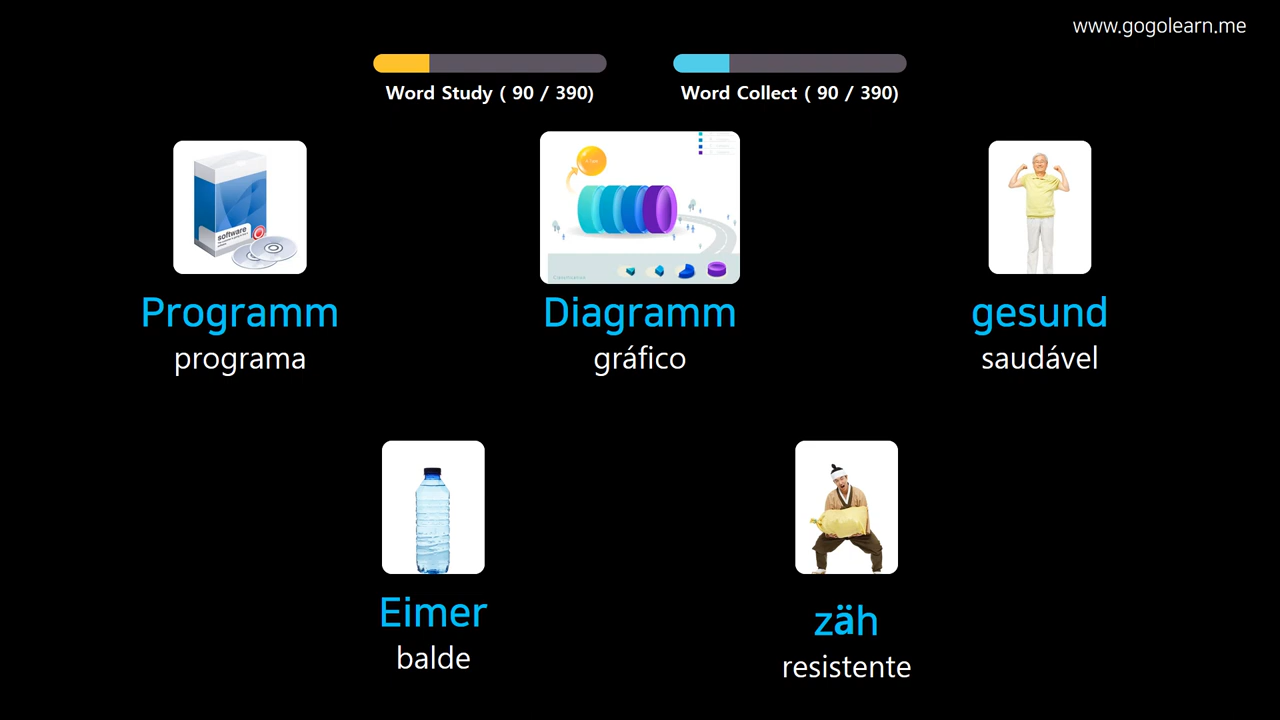 www.gogolearn.me
Word Study ( 90 / 390)
Word Collect ( 90 / 390)
software
Programm
programa
Diagramm
gráfico
gesund
saudável
Eimer
balde
zäh
resistente